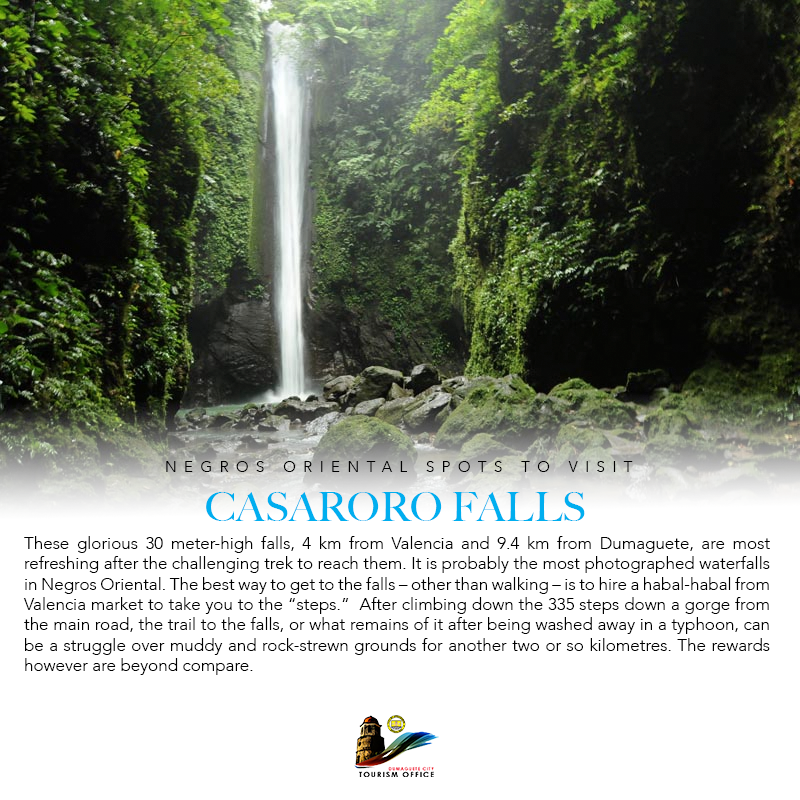 NEGROS ORIENTAL SPOTS TO VISIT
CASARORO FALLS
These glorious 30 meter-high falls, 4 km from Valencia and 9.4 km from Dumaguete, are most
refreshing after the challenging trek to reach them. It is probably the most photographed waterfalls
in Negros Oriental. The best way to get to the falls – other than walking – is to hire a habal-habal from
Valencia market to take you to the “steps.”  After climbing down the 335 steps down a gorge from
the main road, the trail to the falls, or what remains of it after being washed away in a typhoon, can
be a struggle over muddy and rock-strewn grounds for another two or so kilometres. The rewards
however are beyond compare.
DUMAGUETE CITY
TOURISM OFFICE